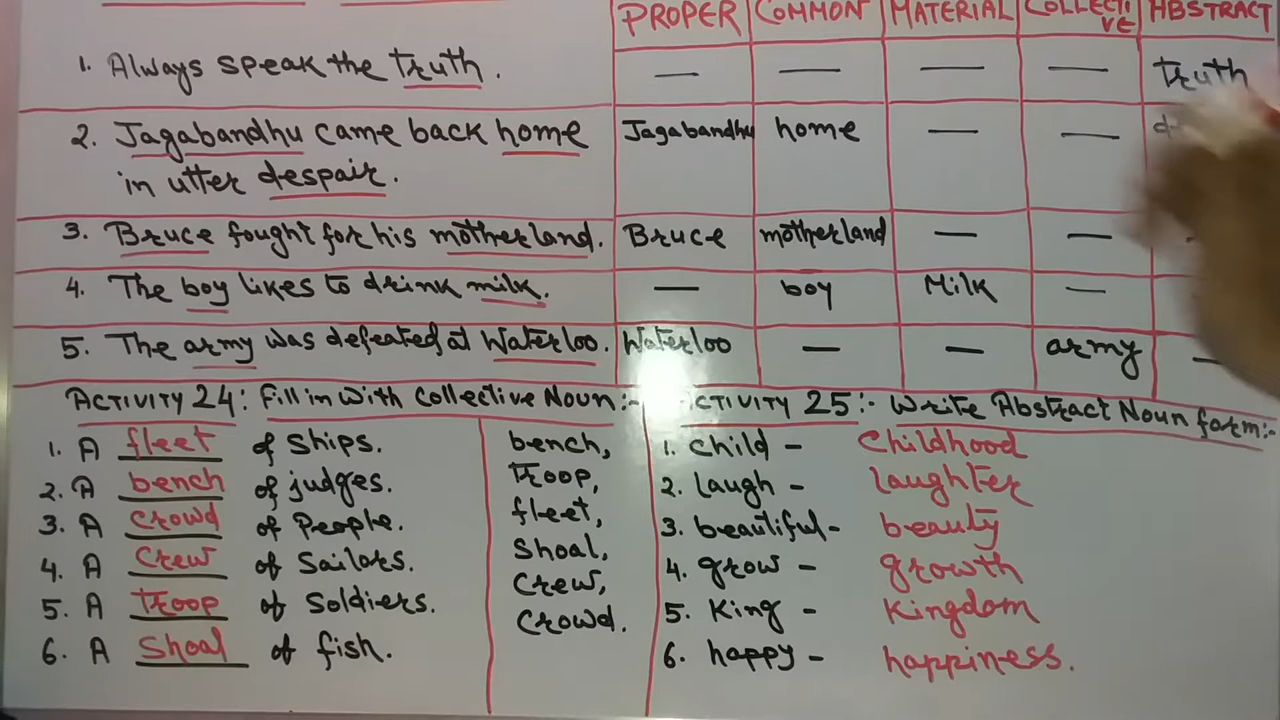 PROPER COMMON MATERIAL COLLECTIVE ABSTRACT
1. Always speak the truth. — — — — truth
2. Jagabandhu came back home Jagabandhu home — —
in utter despair.
3. Bruce fought for his motherland. Bruce motherland — —
4. The boy likes to drink milk. — boy Milk —
5. The army was defeated at Waterloo. Waterloo — — army —
ACTIVITY 24: Fill in with Collective Noun:-
1. A fleet of Ships.
2. A bench of judges.
3. A Crowd of People.
4. A Crew of Sailors.
5. A Troop of Soldiers.
6. A Shoal of fish.
bench,
Troop,
fleet,
Shoal,
Crew,
Crowd.
CTIVITY 25:- Write Abstract Noun form:-
1. Child - Childhood
2. Laugh - Laughter
3. beautiful - beauty
4. grow - growth
5. King - Kingdom
6. happy - happiness.